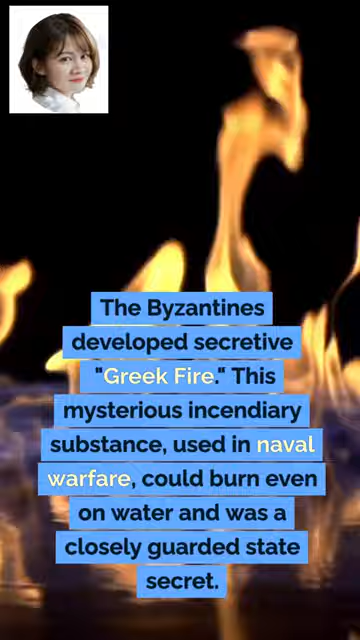 The Byzantines
developed secretive
"Greek Fire." This
mysterious incendiary
substance, used in naval
warfare, could burn even
on water and was a
closely guarded state
secret.